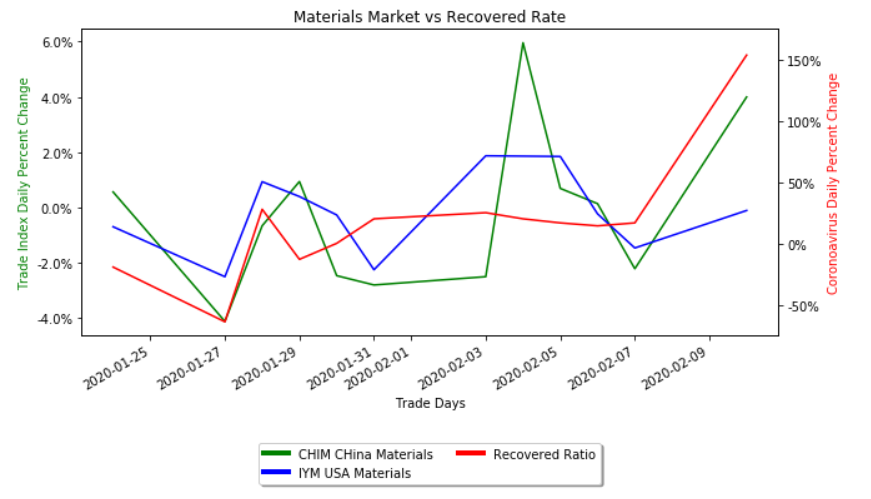 Materials Market vs Recovered Rate
Trade Index Daily Percent Change
6.0%
4.0%
2.0%
0.0%
-2.0%
-4.0%
150%
100%
50%
0%
-50%
Coronoavirus Daily Percent Change
2020-01-25
2020-01-27
2020-01-29
2020-01-31
2020-02-01
2020-02-03
2020-02-05
2020-02-07
2020-02-09
Trade Days
CHIM CHina Materials
IYM USA Materials
Recovered Ratio